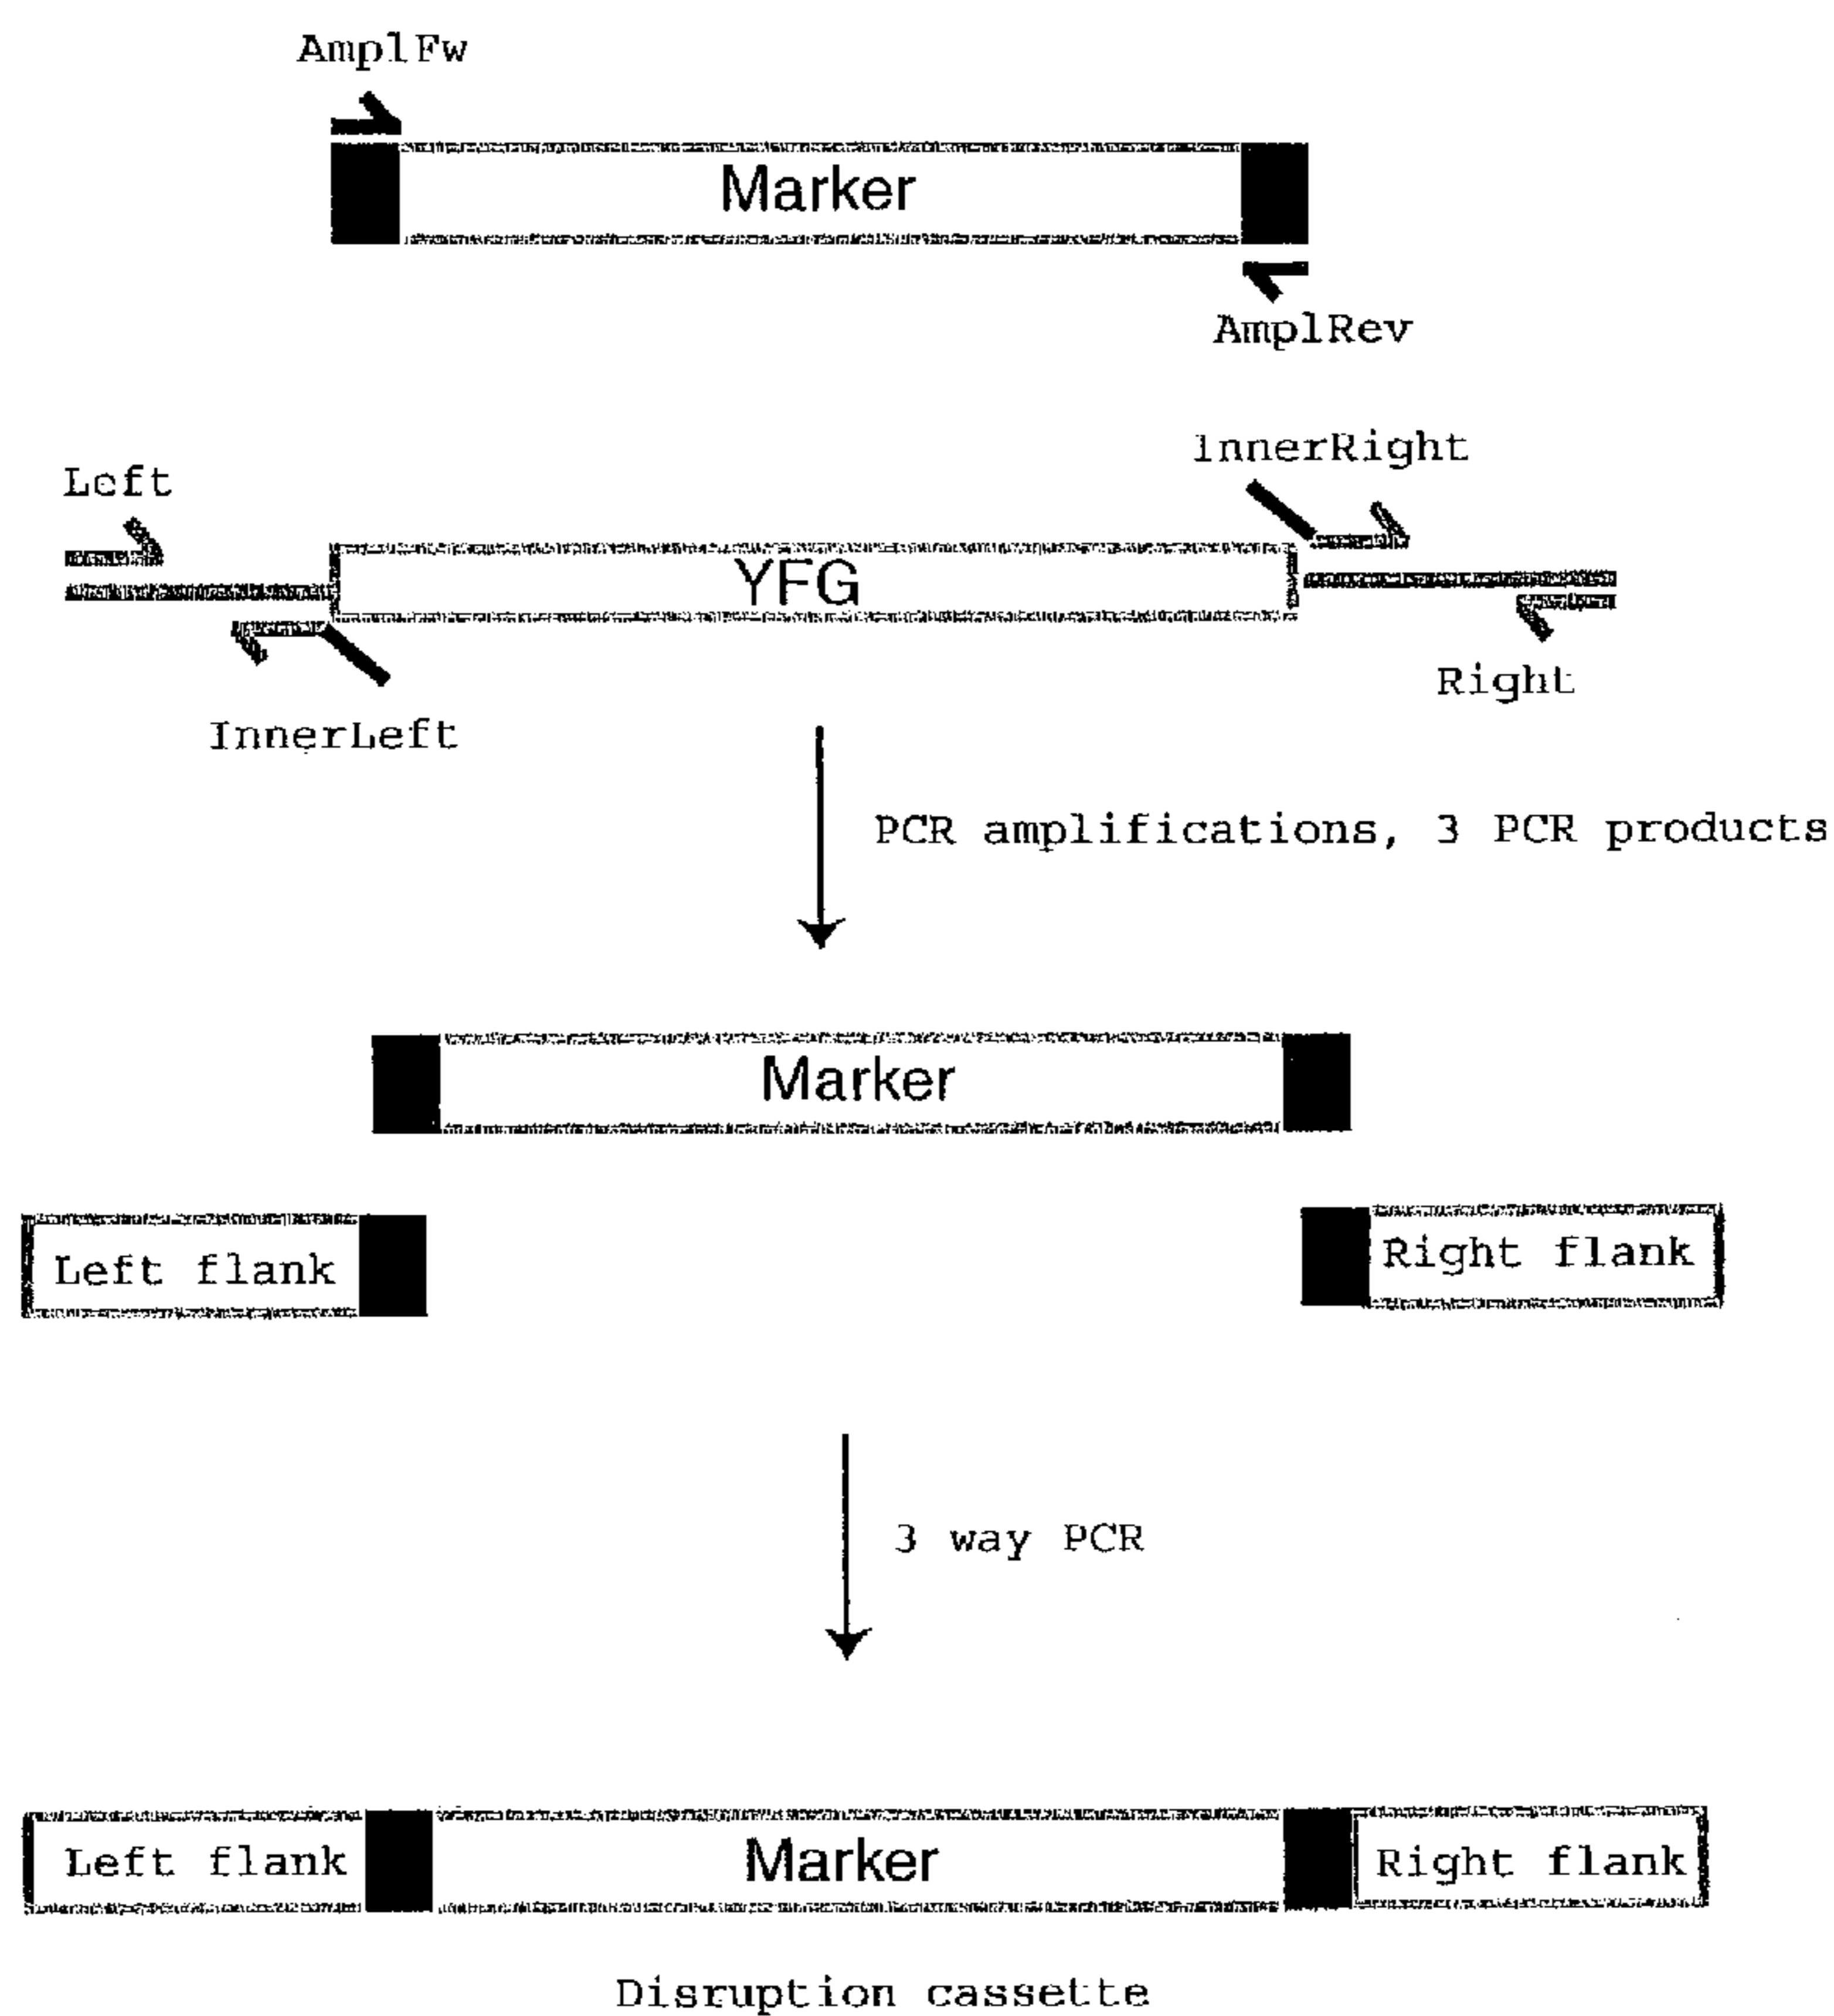 AmplFw
Marker
AmplRev
InnerRight
Left
YFG
Right
InnerLeft
PCR amplifications, 3 PCR products
Marker
Left flank
Right flank
3 way PCR
Left flank
Marker
Right flank
Disruption cassette